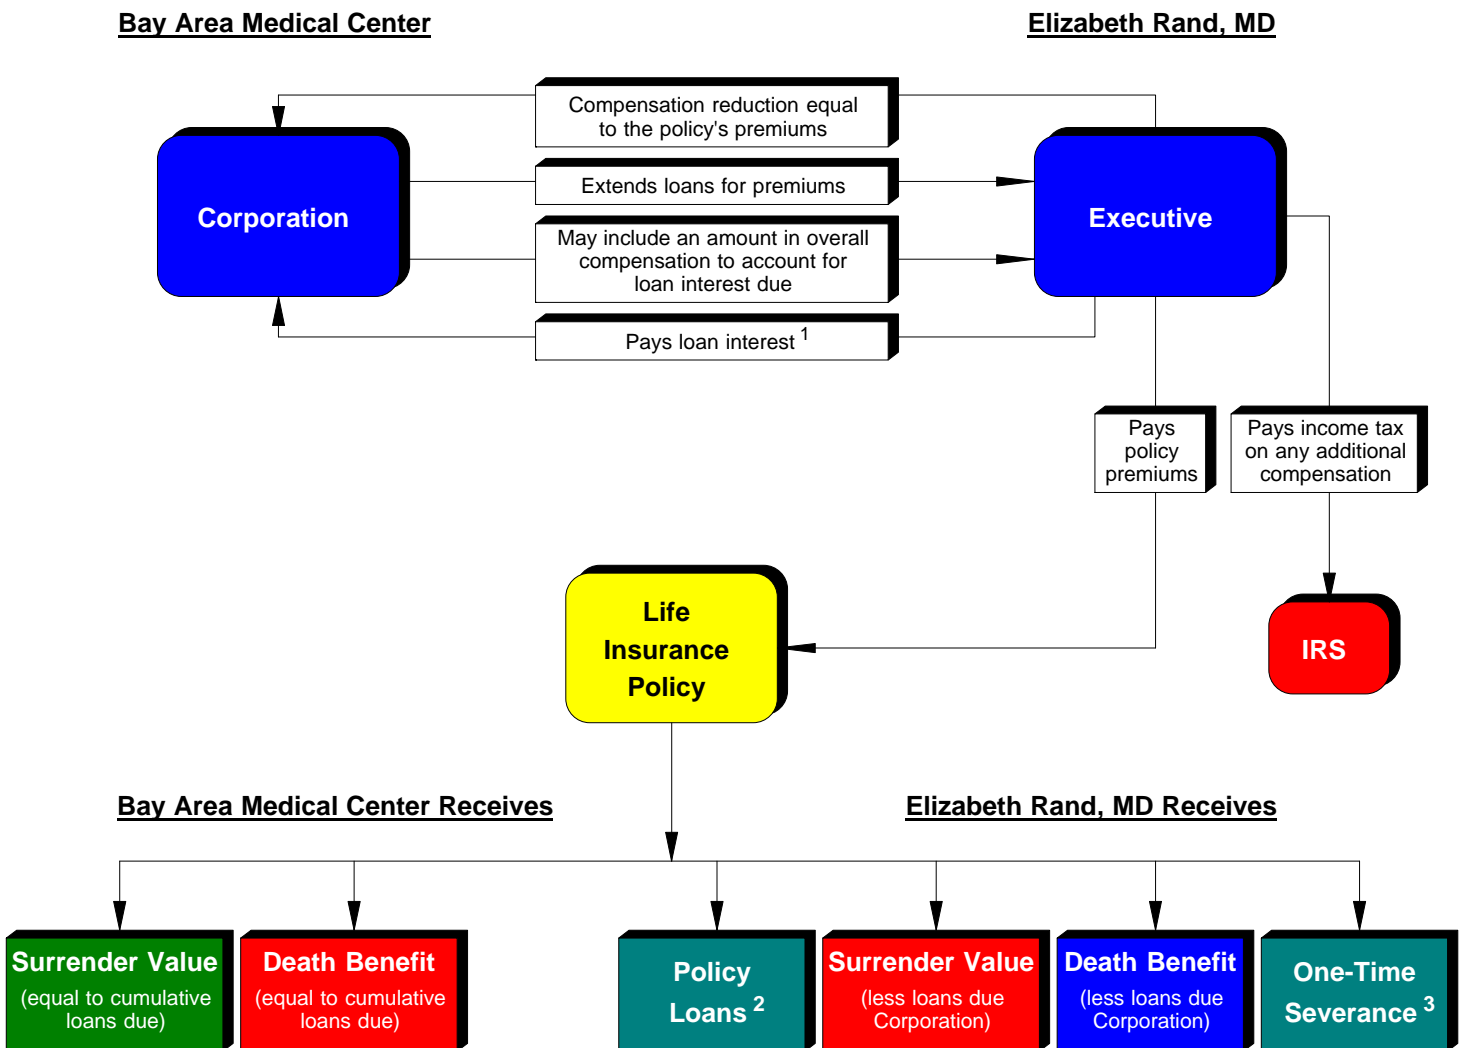 Bay Area Medical Center
Elizabeth Rand, MD
Compensation reduction equal
to the policy's premiums
Corporation
Extends loans for premiums
Executive
May include an amount in overall
compensation to account for
loan interest due
Pays loan interest 1
Pays
policy
premiums
Pays income tax
on any additional
compensation
Life
Insurance
Policy
IRS
Bay Area Medical Center Receives
Elizabeth Rand, MD Receives
Surrender Value
(equal to cumulative
loans due)
Death Benefit
(equal to cumulative
loans due)
Policy
Loans 2
Surrender Value
(less loans due
Corporation)
Death Benefit
(less loans due
Corporation)
One-Time
Severance 3